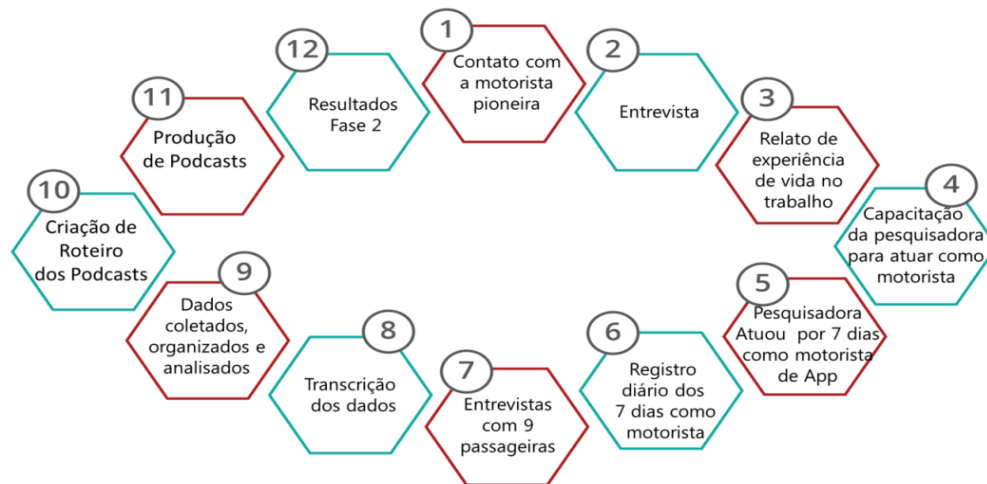 1
Contato com
a motorista
pioneira
2
Entrevista
3
Relato de
experiência
de vida no
trabalho
4
Capacitação
da pesquisadora
para atuar como
motorista
5
Pesquisadora
Atuou por 7 dias
como motorista
de App
6
Registro
diário dos
7 dias como
motorista
7
Entrevistas
com 9
passageiras
8
Transcrição
dos dados
9
Dados
coletados,
organizados e
analisados
10
Criação de
Roteiro
dos Podcasts
11
Produção
de Podcasts
12
Resultados
Fase 2